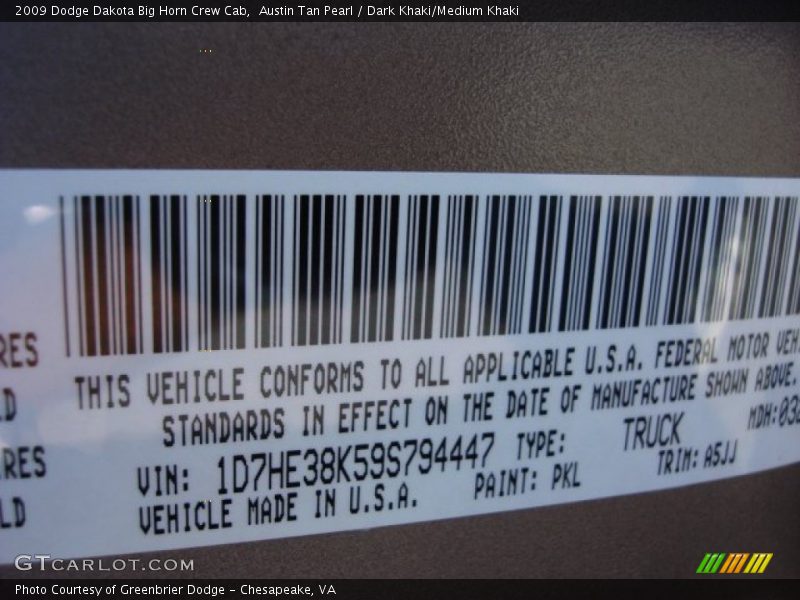 2009 Dodge Dakota Big Horn Crew Cab,  Austin Tan Pearl / Dark Khaki/Medium Khaki
RES
LD
RES
LD
THIS VEHICLE CONFORMS TO ALL APPLICABLE U.S.A. FEDERAL MOTOR VEH
STANDARDS IN EFFECT ON THE DATE OF MANUFACTURE SHOWN ABOVE.
VIN: 1D7HE38K59S794447 TYPE: TRUCK MDH:032
VEHICLE MADE IN U.S.A. PAINT: PKL TRIM: A5JJ
GTCARLOT.COM
Photo Courtesy of Greenbrier Dodge – Chesapeake, VA